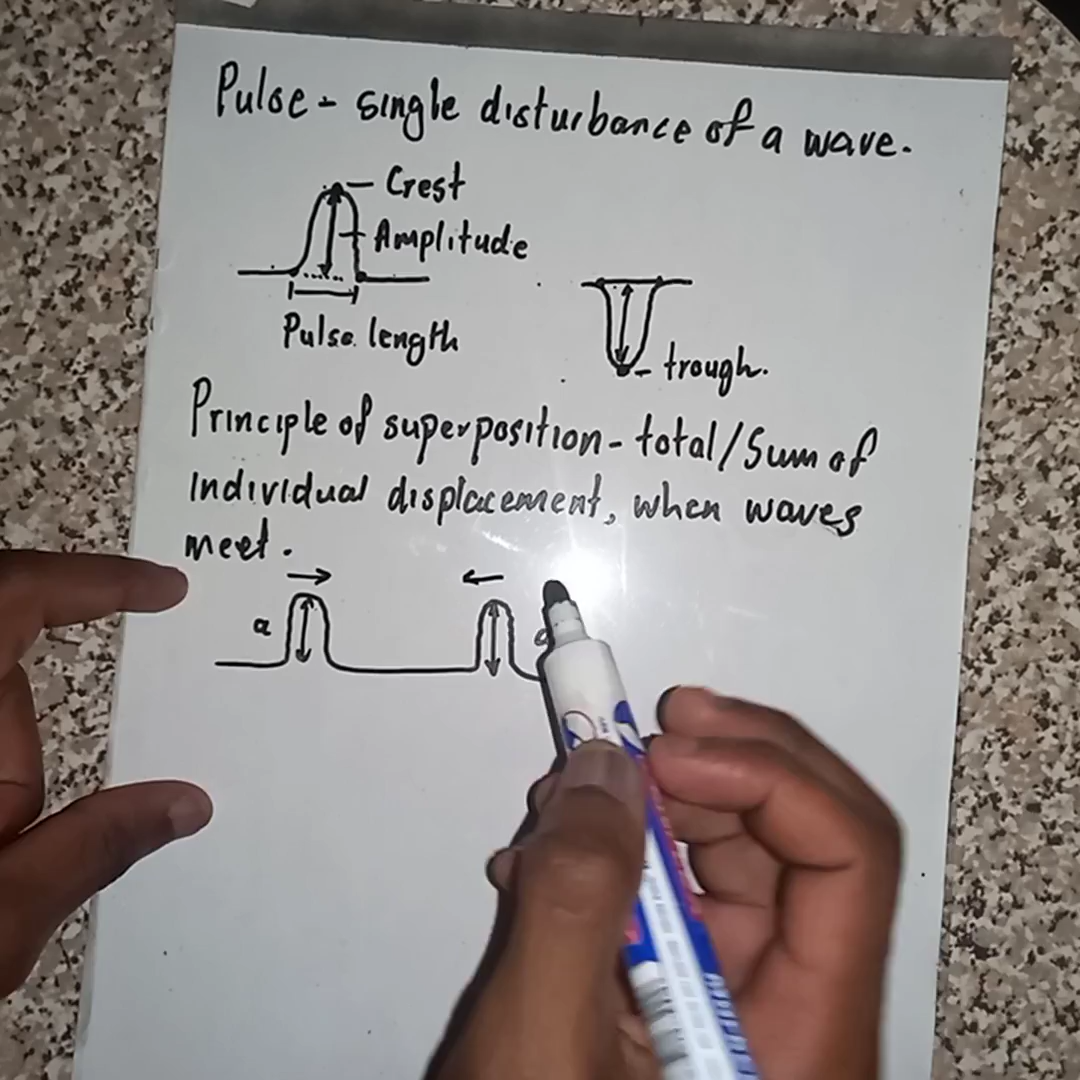 Pulse - single disturbance of a wave.
Crest
Amplitude
Pulse length
trough.
Principle of superposition - total/Sum of
Individual displacement, when waves
meet.
a